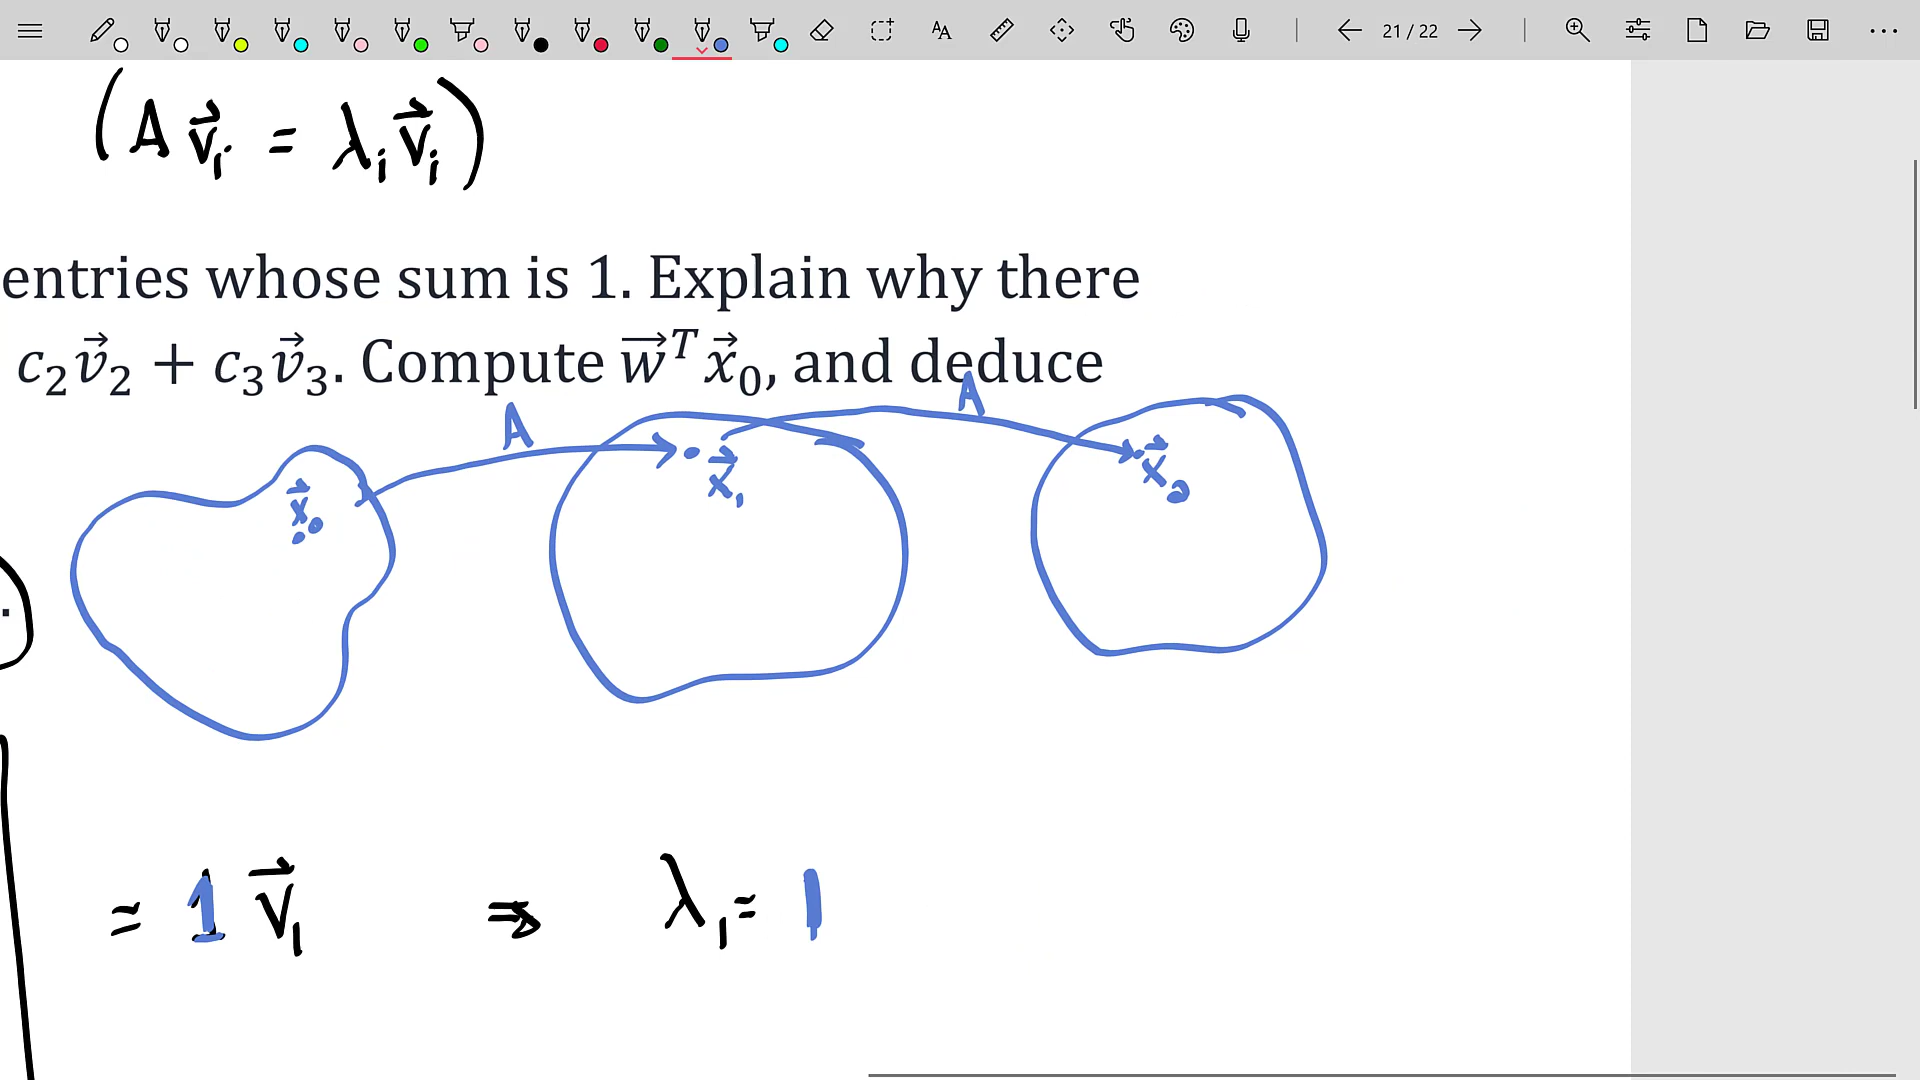 21 / 22
(A v⃗ᵢ = λᵢ v⃗ᵢ)
entries whose sum is 1. Explain why there
c₂v⃗₂ + c₃v⃗₃. Compute w⃗ᵀx⃗₀, and deduce
A A
x⃗₀ x⃗₁ x⃗₂
= 1 v⃗₁ ⇒ λ₁ = 1